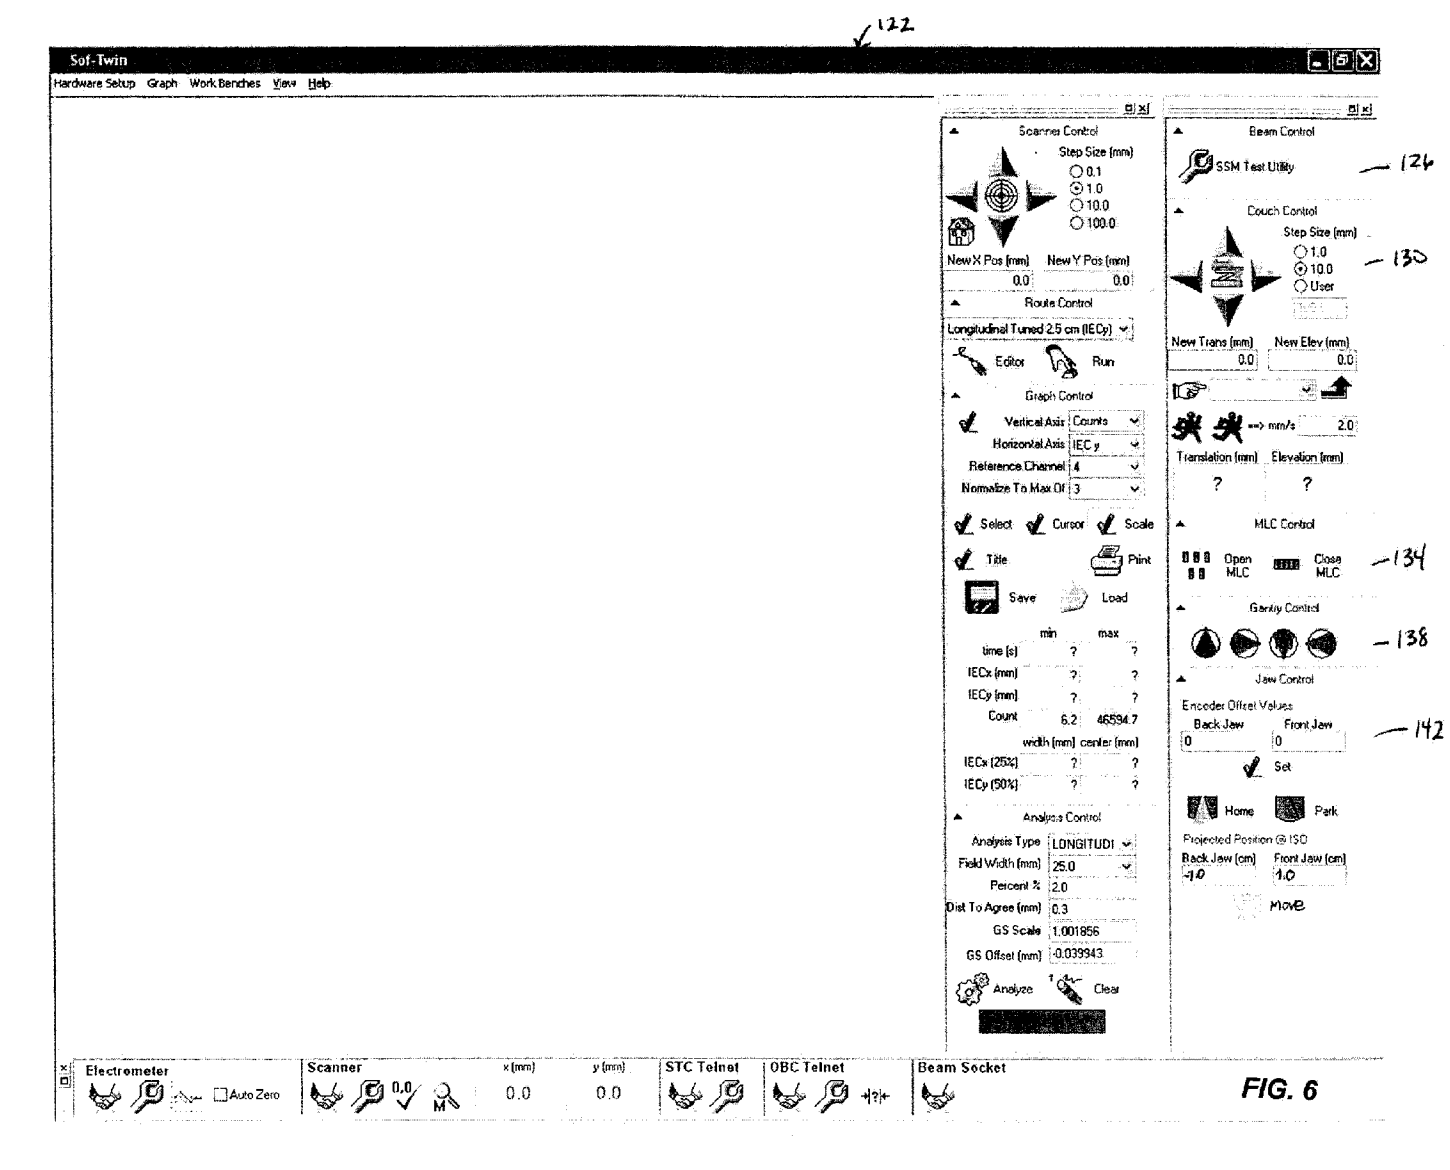 122
Sof-Twin
Hardware Setup Graph Work Benches View Help
Scanner Control
Step Size (mm)
0.1
1.0
10.0
100.0
New X Pos (mm) New Y Pos (mm)
0.0 0.0
Route Control
Longitudinal Tuned 2.5 cm (IECy)
Editor Run
Graph Control
Vertical Axis Counts
Horizontal Axis IEC y
Reference Channel 4
Normalize To Max Of 3
Select Cursor Scale
Title Print
Save Load
min max
time (s) ? ?
IECx (mm) ? ?
IECy (mm) ? ?
Count 6.2 46594.7
width (mm) center (mm)
IECx (25%) ? ?
IECy (50%) ? ?
Analysis Control
Analysis Type LONGITUDI
Field Width (mm) 25.0
Percent % 2.0
Dist To Agree (mm) 0.3
GS Scale 1.001856
GS Offset (mm) -0.039943
Analyze Clear
Beam Control
SSM Test Utility
126
Couch Control
Step Size (mm)
1.0
10.0
User
130
New Trans (mm) New Elev (mm)
0.0 0.0
--> mm/s 2.0
Translation (mm) Elevation (mm)
? ?
MLC Control
Open MLC Close MLC
134
Gantry Control
138
Jaw Control
Encoder Offset Values
Back Jaw Front Jaw
0 0
142
Set
Home Park
Projected Position @ ISO
Back Jaw (cm) Front Jaw (cm)
-1.0 1.0
Move
Electrometer
Auto Zero
Scanner x (mm) y (mm)
0,0 M 0.0 0.0
STC Telnet
OBC Telnet
?
Beam Socket
FIG. 6